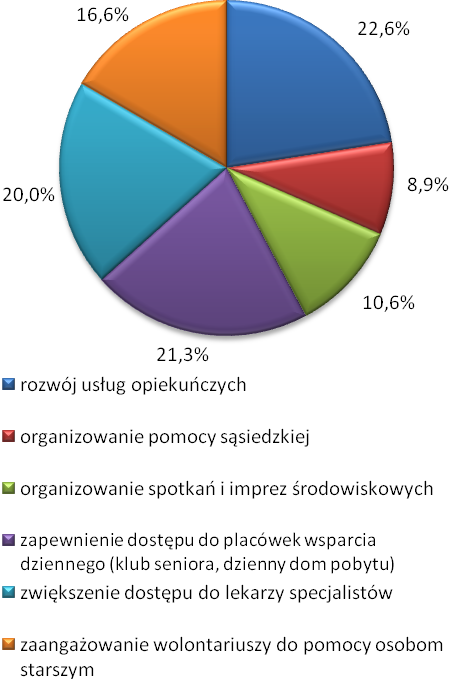 16,6%
22,6%
20,0%
8,9%
10,6%
21,3%
rozwój usług opiekuńczych
organizowanie pomocy sąsiedzkiej
organizowanie spotkań i imprez środowiskowych
zapewnienie dostępu do placówek wsparcia
dziennego (klub seniora, dzienny dom pobytu)
zwiększenie dostępu do lekarzy specjalistów
zaangażowanie wolontariuszy do pomocy osobom
starszym